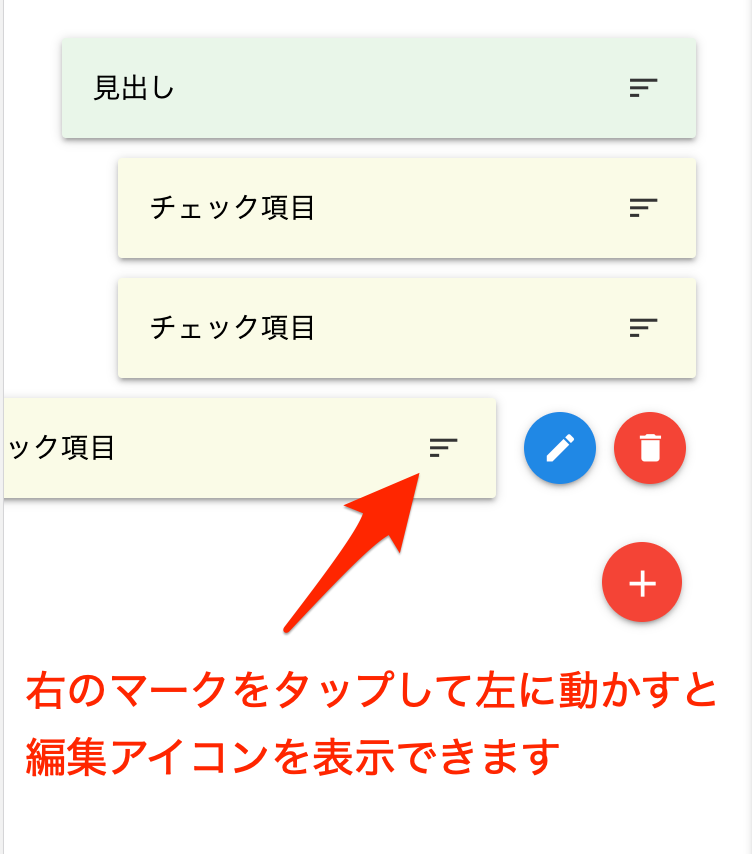 見出し
チェック項目
チェック項目
ック項目
右のマークをタップして左に動かすと
編集アイコンを表示できます